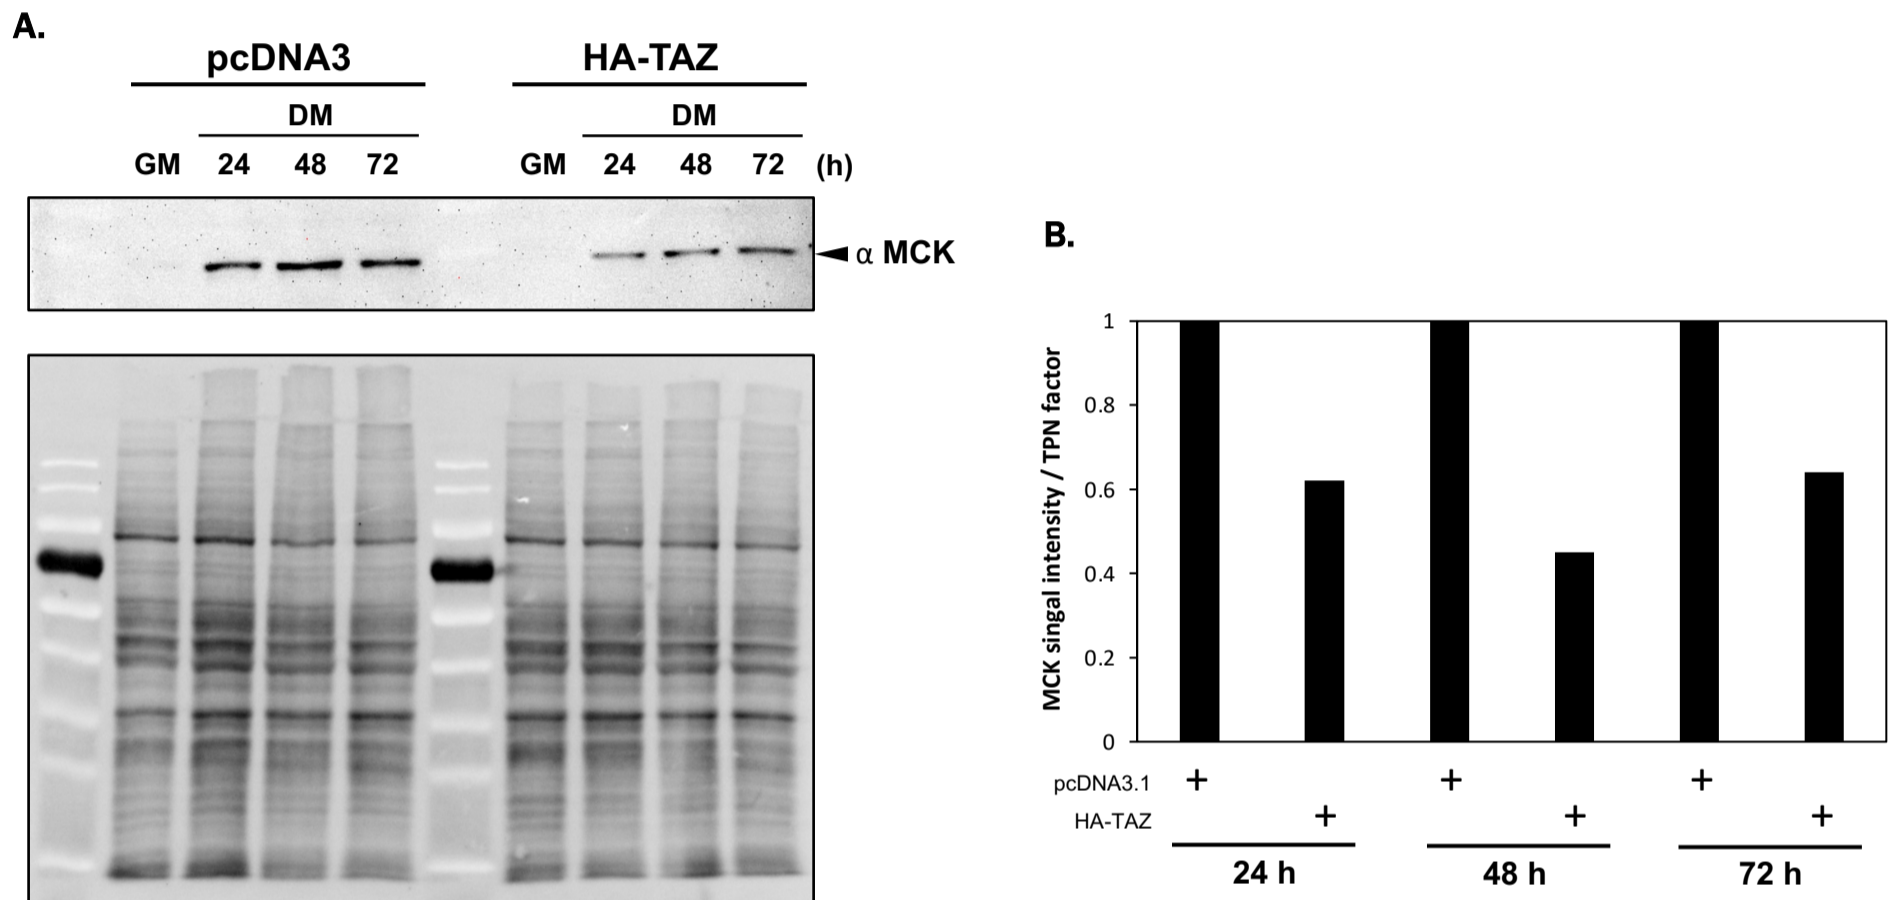 A.
pcDNA3 HA-TAZ
DM DM
GM 24 48 72 GM 24 48 72 (h)
α MCK
B.
MCK singal intensity / TPN factor
1
0.8
0.6
0.4
0.2
0
pcDNA3.1 + + +
HA-TAZ + + +
24 h 48 h 72 h